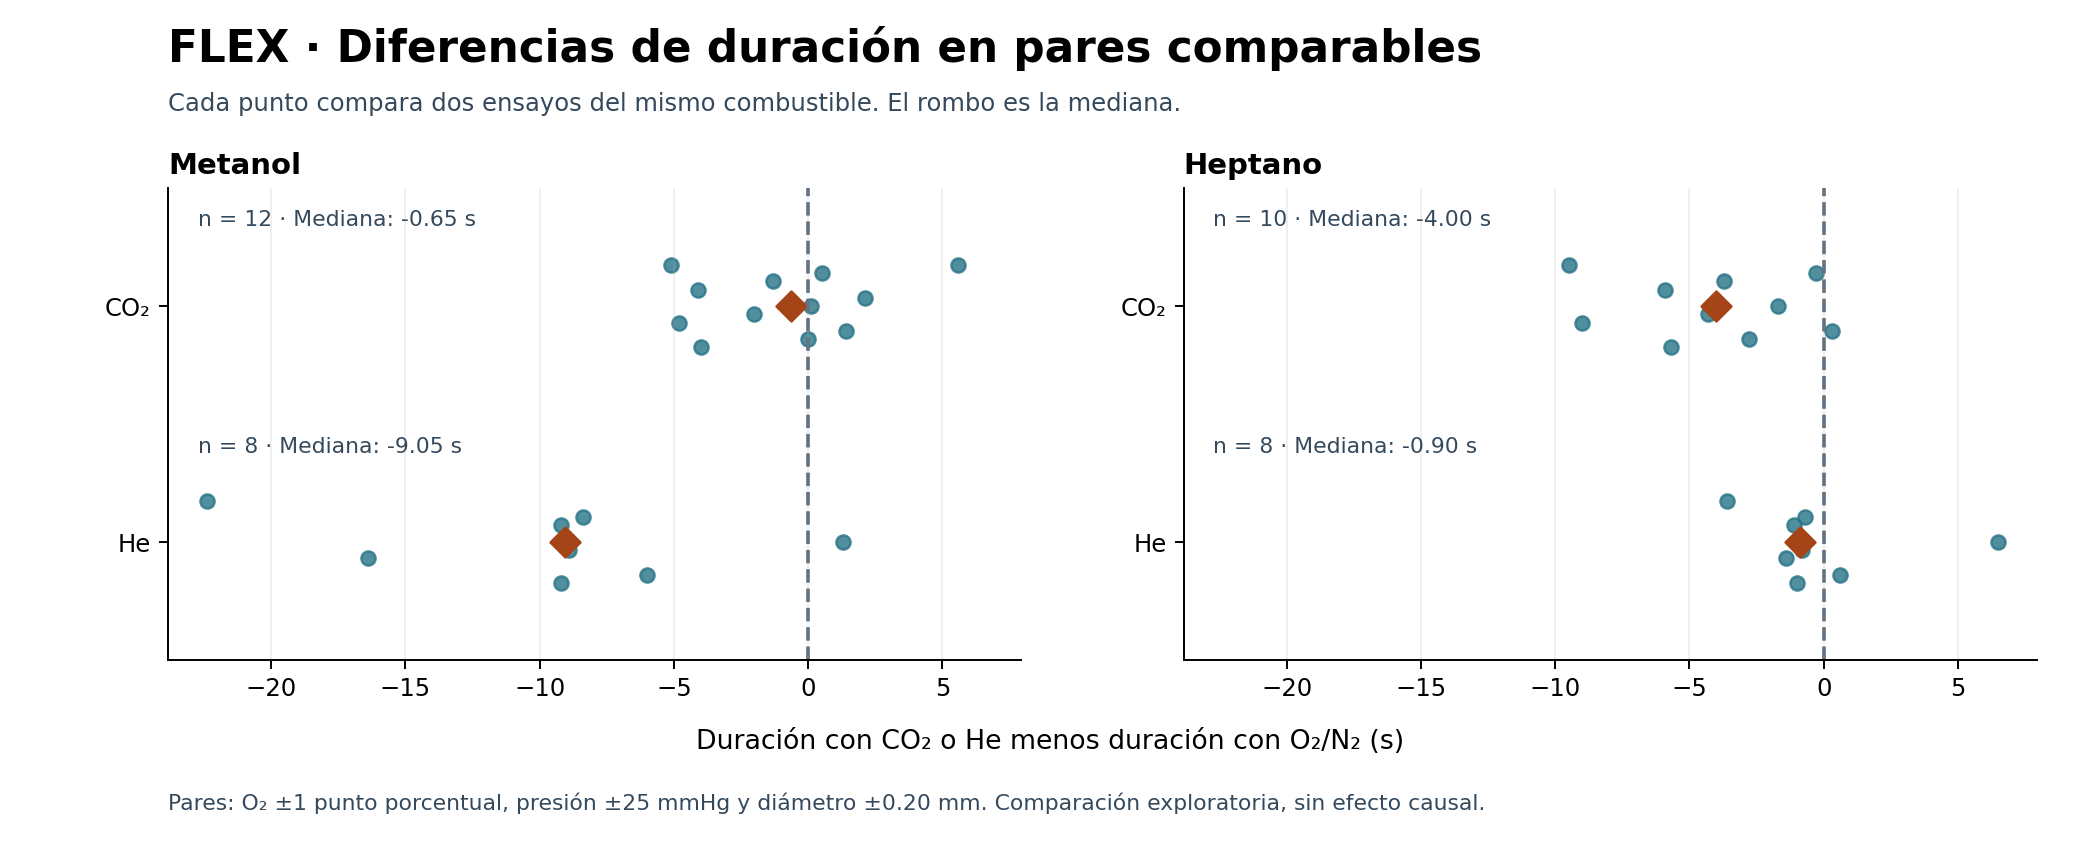 FLEX · Diferencias de duración en pares comparables
Cada punto compara dos ensayos del mismo combustible. El rombo es la mediana.
Metanol
n = 12 · Mediana: -0.65 s
CO₂
n = 8 · Mediana: -9.05 s
He
−20 −15 −10 −5 0 5
Heptano
n = 10 · Mediana: -4.00 s
CO₂
n = 8 · Mediana: -0.90 s
He
−20 −15 −10 −5 0 5
Duración con CO₂ o He menos duración con O₂/N₂ (s)
Pares: O₂ ±1 punto porcentual, presión ±25 mmHg y diámetro ±0.20 mm. Comparación exploratoria, sin efecto causal.